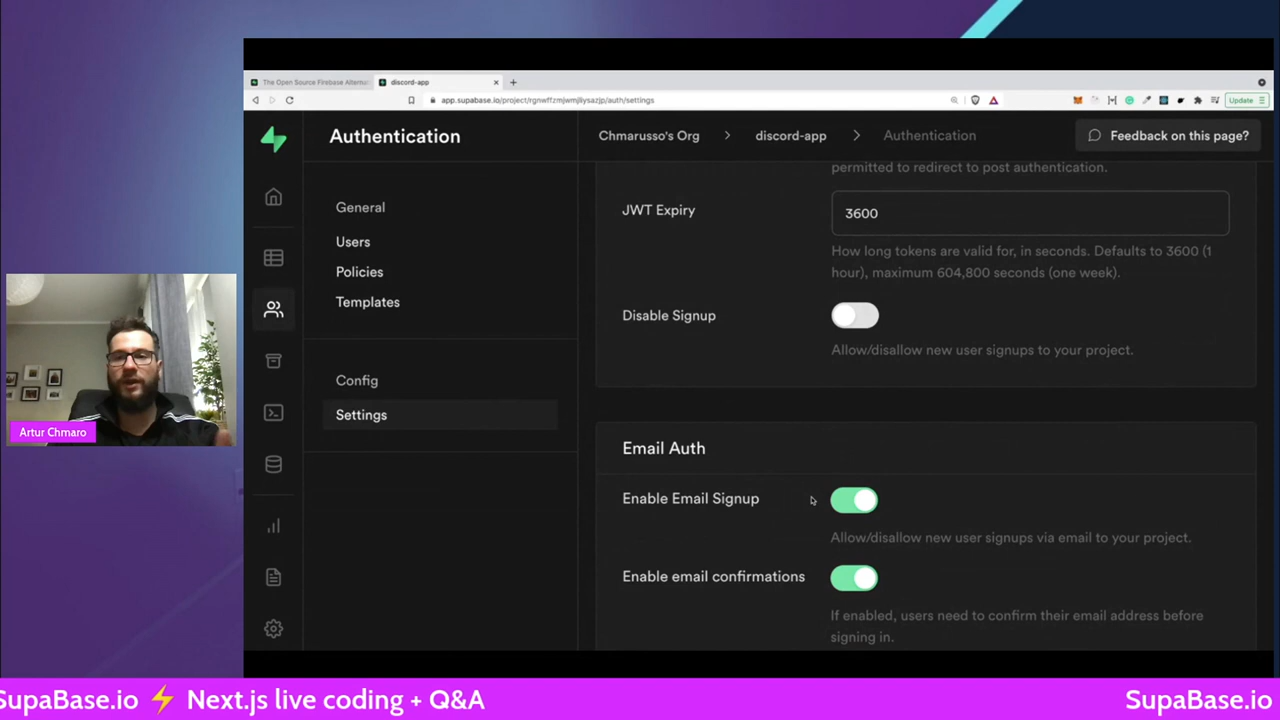 The Open Source Firebase Alterna
discord-app
app.supabase.io/project/rgnwffzmjwmjliysazjp/auth/settings
Update
Authentication
Chmarusso's Org > discord-app > Authentication
Feedback on this page?
General
Users
Policies
Templates
Config
Settings
permitted to redirect to post authentication.
JWT Expiry
3600
How long tokens are valid for, in seconds. Defaults to 3600 (1
hour), maximum 604,800 seconds (one week).
Disable Signup
Allow/disallow new user signups to your project.
Email Auth
Enable Email Signup
Allow/disallow new user signups via email to your project.
Enable email confirmations
If enabled, users need to confirm their email address before
signing in.
Artur Chmaro
SupaBase.io ⚡ Next.js live coding + Q&A
SupaBase.io